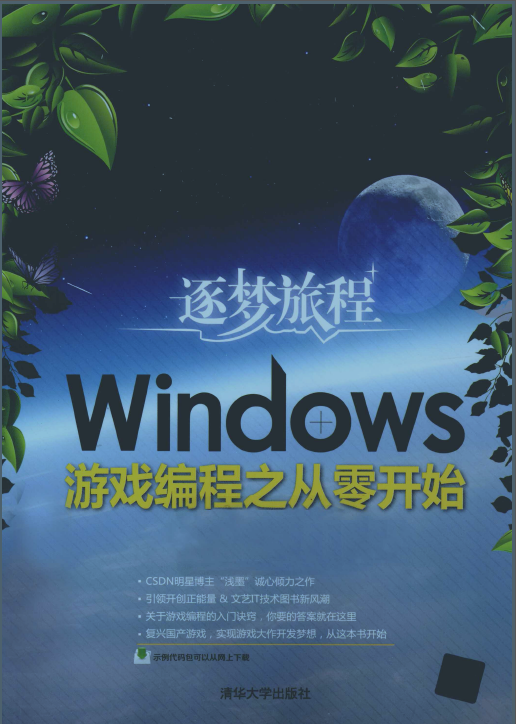 逐梦旅程
Windows
游戏编程之从零开始
• CSDN明星博主“浅墨”诚心倾力之作
• 引领开创正能量 & 文艺IT技术图书新风潮
• 关于游戏编程的入门诀窍，你要的答案就在这里
• 复兴国产游戏，实现游戏大作开发梦想，从这本书开始
示例代码包可以从网上下载
清华大学出版社